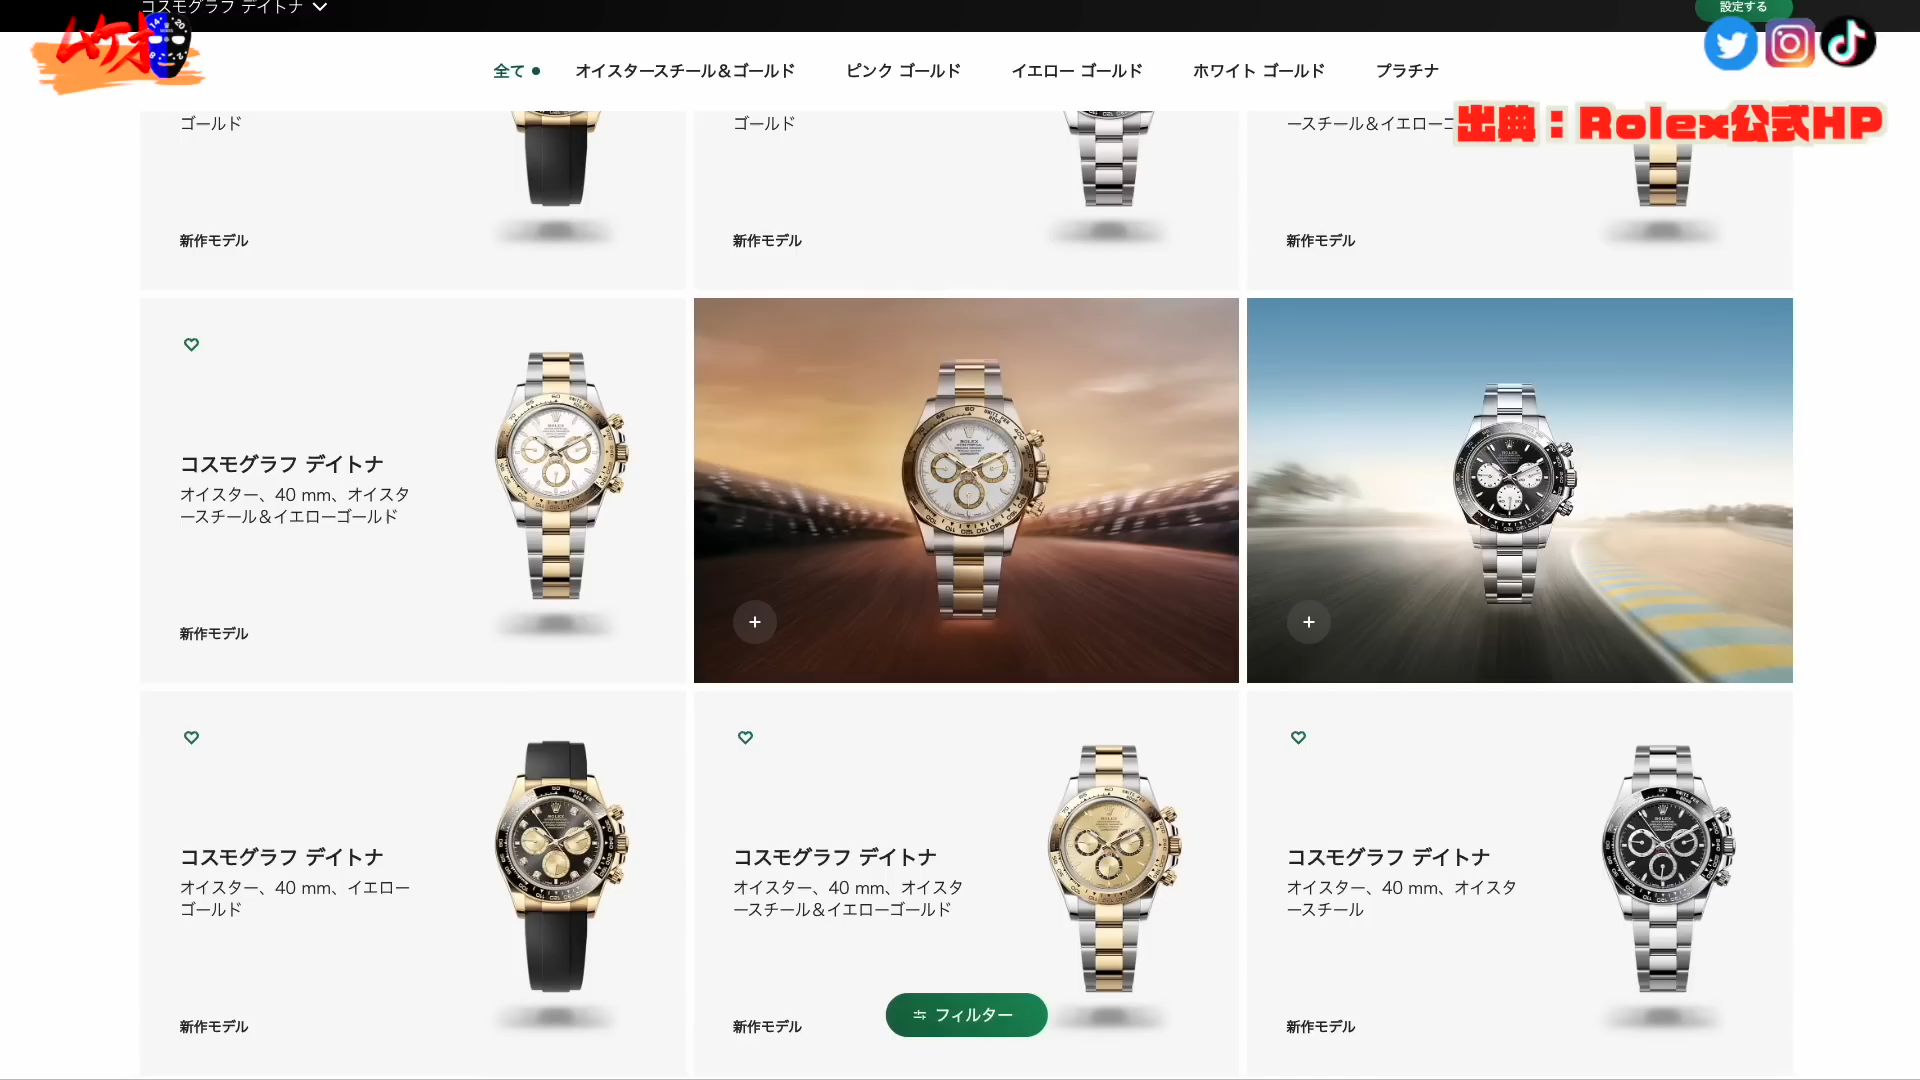 コスモグラフ デイトナ
設定する
ムケオ
全て
オイスタースチール＆ゴールド
ピンク ゴールド
イエロー ゴールド
ホワイト ゴールド
プラチナ
出典：Rolex公式HP
ゴールド
ゴールド
ースチール＆イエローゴ
新作モデル
新作モデル
新作モデル
コスモグラフ デイトナ
オイスター、40 mm、オイスタ
ースチール＆イエローゴールド
新作モデル
コスモグラフ デイトナ
オイスター、40 mm、イエロー
ゴールド
新作モデル
コスモグラフ デイトナ
オイスター、40 mm、オイスタ
ースチール＆イエローゴールド
新作モデル
コスモグラフ デイトナ
オイスター、40 mm、オイスタ
ースチール
新作モデル
フィルター